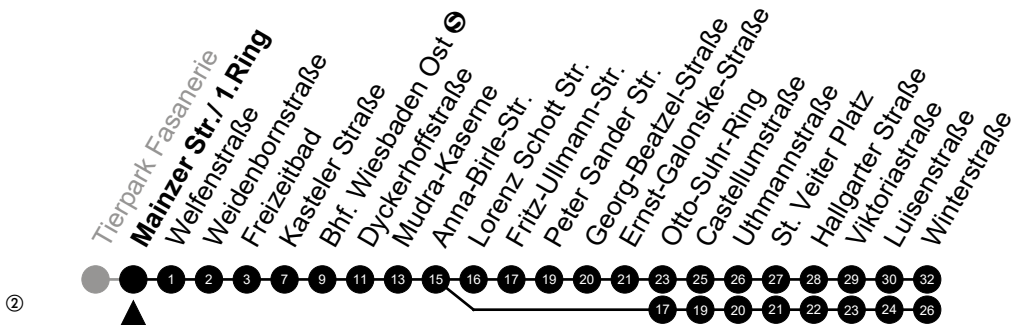 Tierpark Fasanerie
Mainzer Str./ 1.Ring
Welfenstraße
Weidenbornstraße
Freizeitbad
Kasteler Straße
Bhf. Wiesbaden Ost Ⓢ
Dyckerhoffstraße
Mudra-Kaserne
Anna-Birle-Str.
Lorenz Schott Str.
Fritz-Ullmann-Str.
Peter Sander Str.
Georg-Beatzel-Straße
Ernst-Galonske-Straße
Otto-Suhr-Ring
Castellumstraße
Uthmannstraße
St. Veiter Platz
Hallgarter Straße
Viktoriastraße
Luisenstraße
Winterstraße
1 2 3 7 9 11 13 15 16 17 19 20 21 23 25 26 27 28 29 30 32
② 17 19 20 21 22 23 24 26